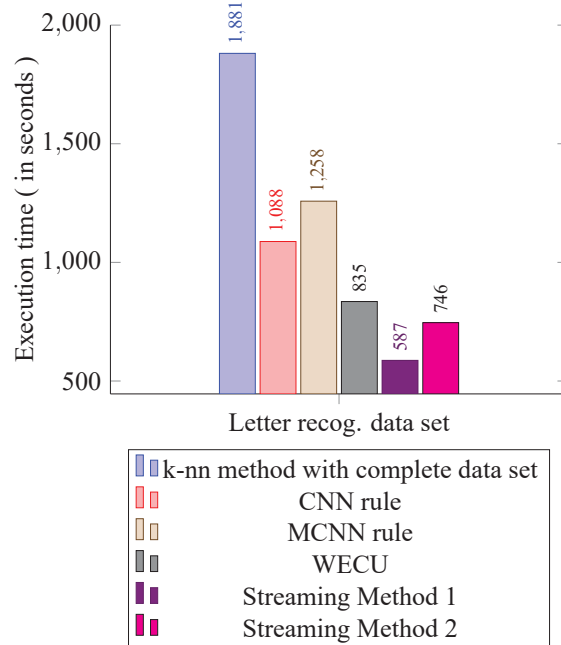 2,000
1,500
1,000
500
Execution time ( in seconds )
1,881
1,088
1,258
835
587
746
Letter recog. data set
k-nn method with complete data set
CNN rule
MCNN rule
WECU
Streaming Method 1
Streaming Method 2